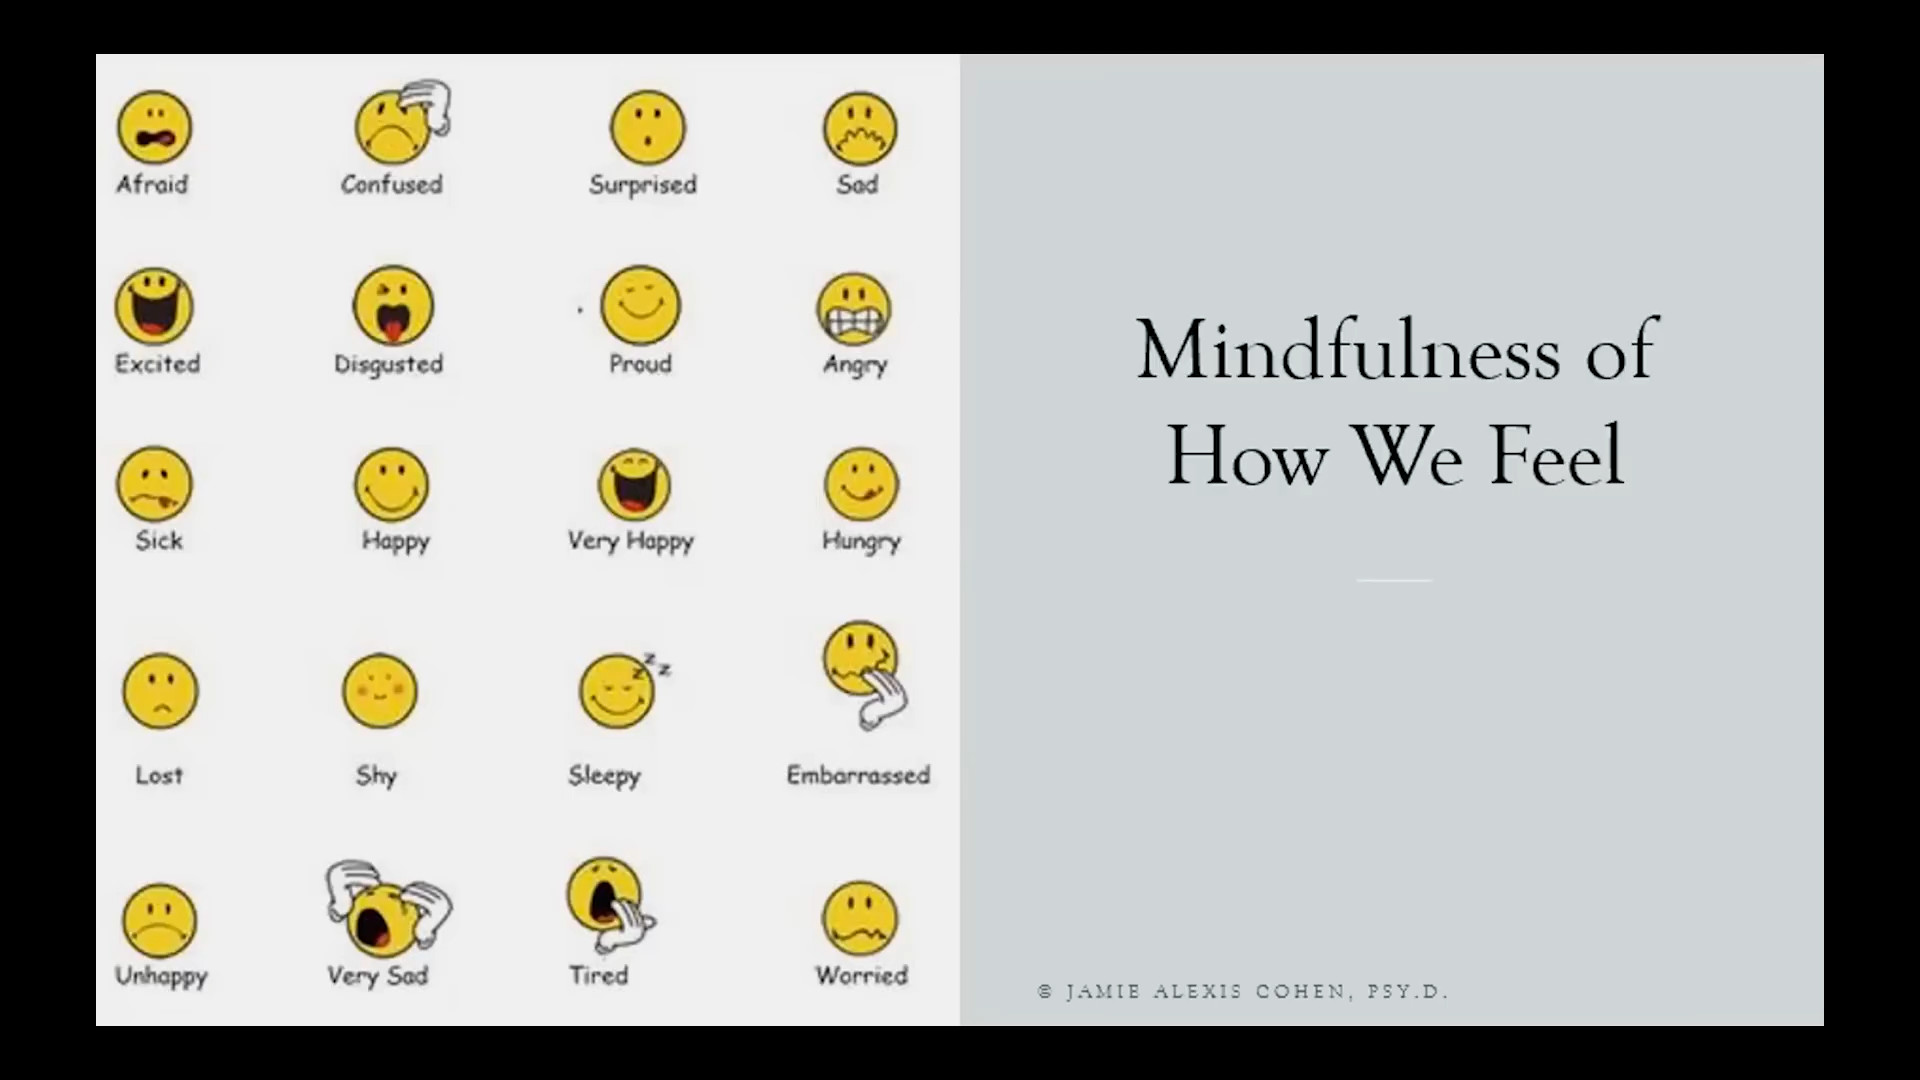 Afraid
Confused
Surprised
Sad
Excited
Disgusted
Proud
Angry
Sick
Happy
Very Happy
Hungry
z z z
Lost
Shy
Sleepy
Embarrassed
Unhappy
Very Sad
Tired
Worried
Mindfulness of
How We Feel
© JAMIE ALEXIS COHEN, PSY.D.